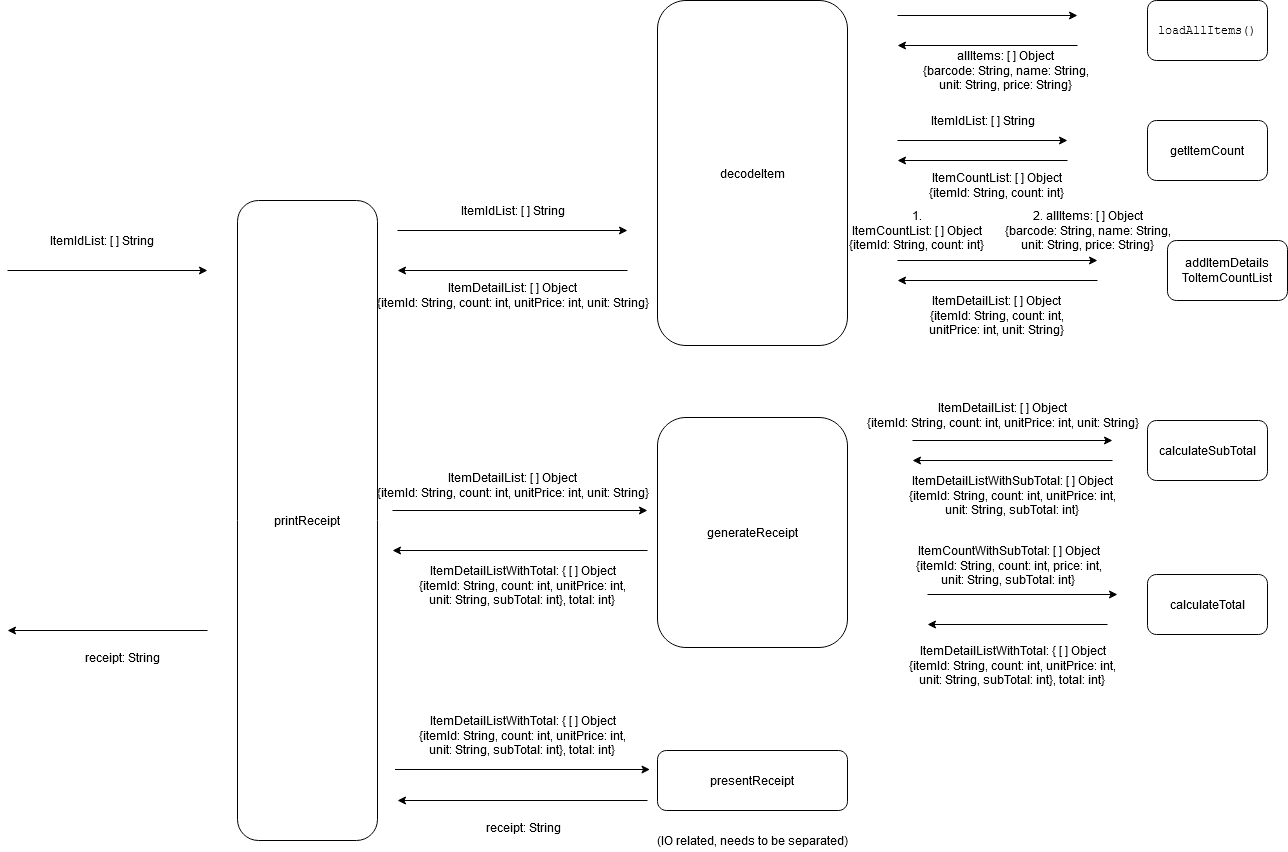 loadAllItems()
allItems: [ ] Object
{barcode: String, name: String,
unit: String, price: String}
ItemIdList: [ ] String
getItemCount
decodeItem
ItemCountList: [ ] Object
{itemId: String, count: int}
ItemIdList: [ ] String
1.
ItemCountList: [ ] Object
{itemId: String, count: int}
2. allItems: [ ] Object
{barcode: String, name: String,
unit: String, price: String}
ItemIdList: [ ] String
addItemDetails
ToItemCountList
ItemDetailList: [ ] Object
{itemId: String, count: int, unitPrice: int, unit: String}
ItemDetailList: [ ] Object
{itemId: String, count: int,
unitPrice: int, unit: String}
ItemDetailList: [ ] Object
{itemId: String, count: int, unitPrice: int, unit: String}
calculateSubTotal
ItemDetailList: [ ] Object
{itemId: String, count: int, unitPrice: int, unit: String}
ItemDetailListWithSubTotal: [ ] Object
{itemId: String, count: int, unitPrice: int,
unit: String, subTotal: int}
printReceipt
generateReceipt
ItemDetailListWithTotal: { [ ] Object
{itemId: String, count: int, unitPrice: int,
unit: String, subTotal: int}, total: int}
ItemCountWithSubTotal: [ ] Object
{itemId: String, count: int, price: int,
unit: String, subTotal: int}
calculateTotal
receipt: String
ItemDetailListWithTotal: { [ ] Object
{itemId: String, count: int, unitPrice: int,
unit: String, subTotal: int}, total: int}
ItemDetailListWithTotal: { [ ] Object
{itemId: String, count: int, unitPrice: int,
unit: String, subTotal: int}, total: int}
presentReceipt
receipt: String
(IO related, needs to be separated)